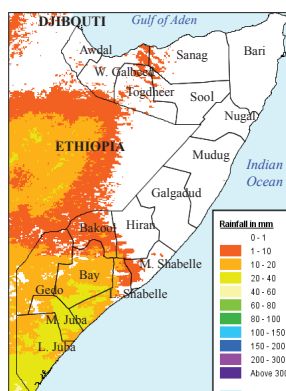 DJIBOUTI
Gulf of Aden
Awdal
Sanag
Bari
W. Galbeed
Togdheer
Sool
Nugal
ETHIOPIA
Mudug
Indian
Ocean
Galgadud
Bakool
Hiran
Bay
M. Shabelle
Gedo
L. Shabelle
M. Juba
L. Juba
Rainfall in mm
0 - 1
1 - 10
10 - 20
20 - 40
40 - 60
60 - 80
80 - 100
100 - 150
150 - 200
200 - 300
Above 300